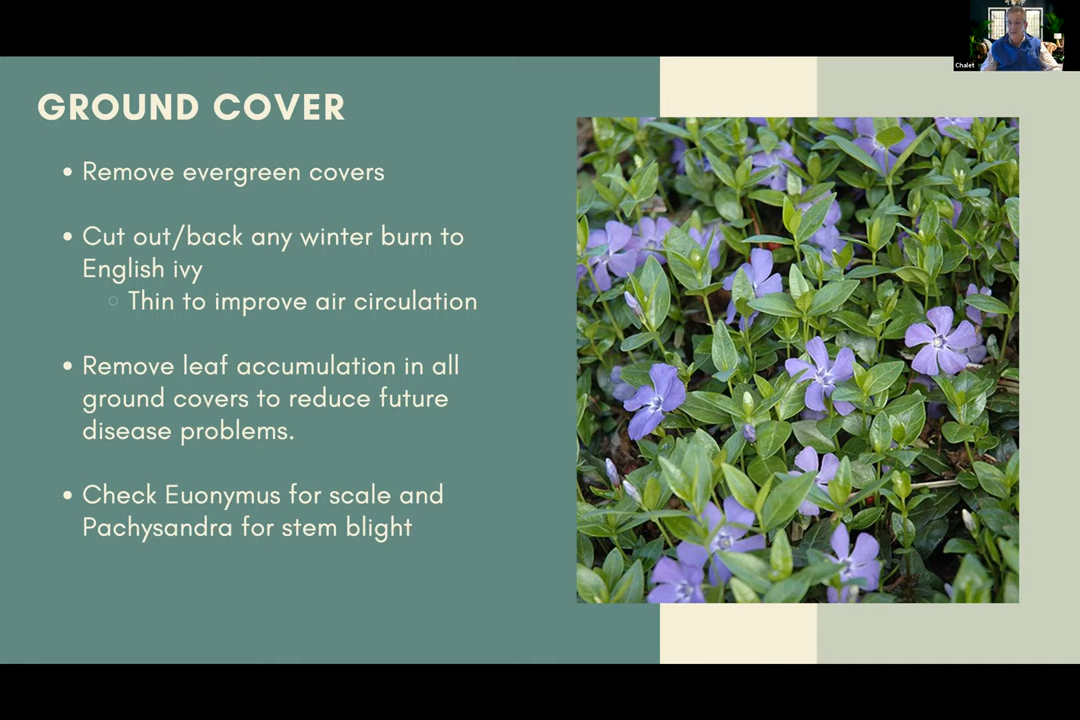 Chalet
GROUND COVER
• Remove evergreen covers
• Cut out/back any winter burn to
English ivy
○ Thin to improve air circulation
• Remove leaf accumulation in all
ground covers to reduce future
disease problems.
• Check Euonymus for scale and
Pachysandra for stem blight